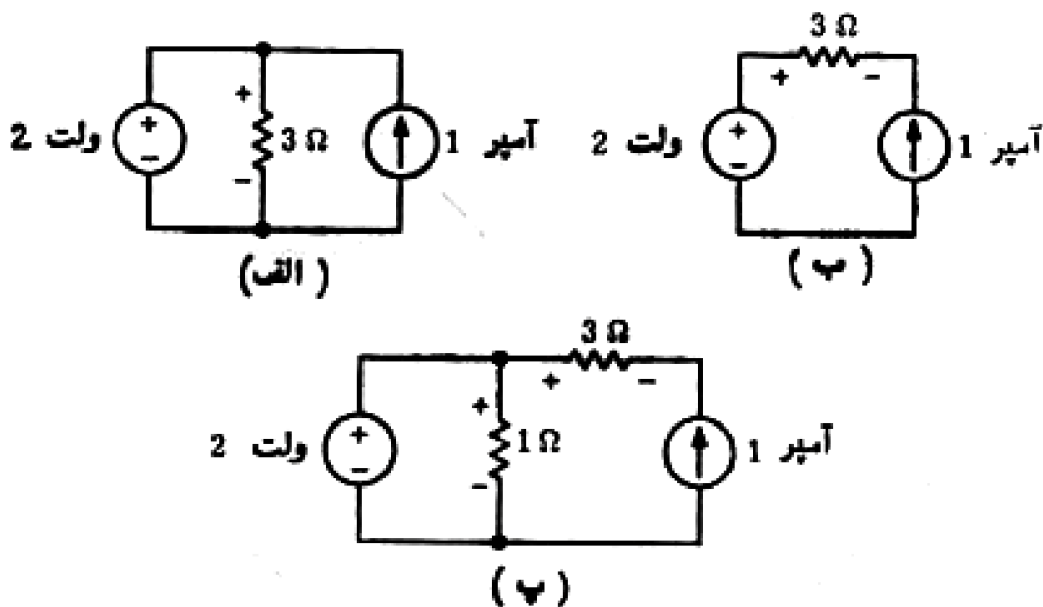 3 Ω
+ -
2 ولت + - + 3 Ω - 1 آمپر
2 ولت + - 1 آمپر
(الف)
(ب)
3 Ω
+ -
2 ولت + - + 1 Ω - 1 آمپر
(پ)